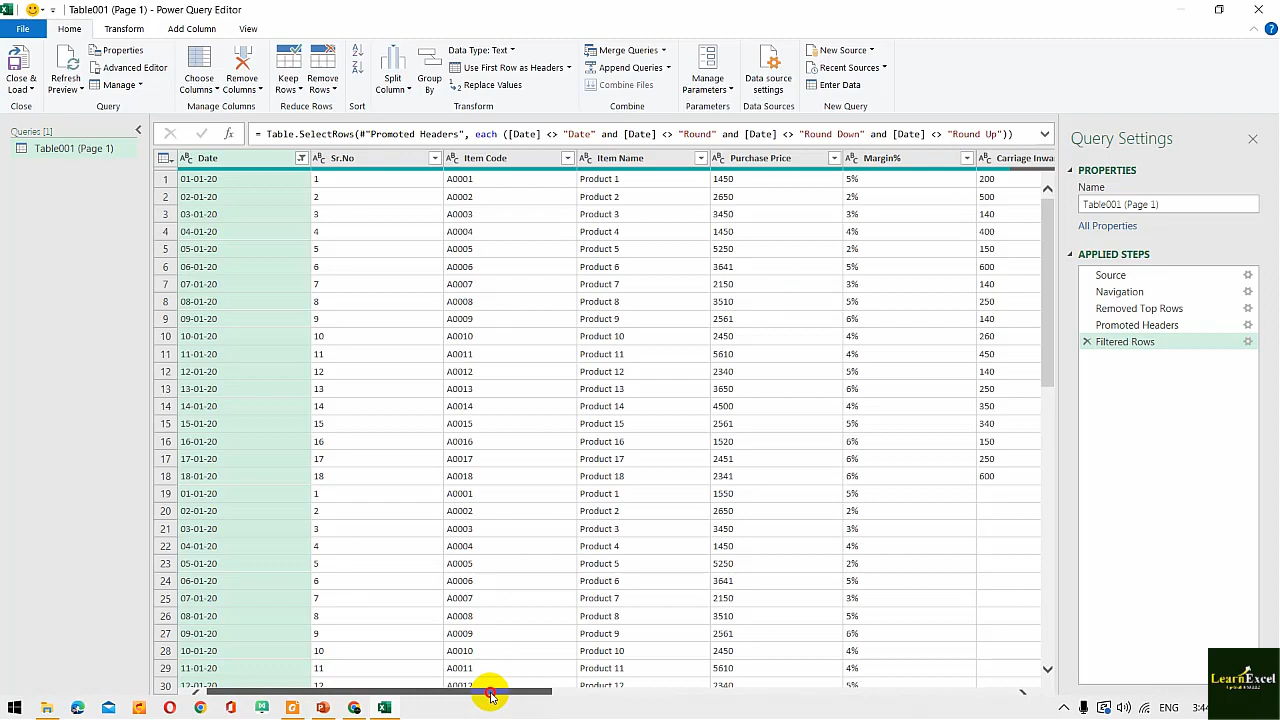 Table001 (Page 1) - Power Query Editor
File Home Transform Add Column View
Close & Load
Refresh Preview
Properties
Advanced Editor
Manage
Choose Columns
Remove Columns
Keep Rows
Remove Rows
Split Column
Group By
Data Type: Text
Use First Row as Headers
Replace Values
Merge Queries
Append Queries
Combine Files
Manage Parameters
Data source settings
New Source
Recent Sources
Enter Data
Close Query Manage Columns Reduce Rows Sort Transform Combine Parameters Data Sources New Query
Queries [1]
Table001 (Page 1)
= Table.SelectRows(#"Promoted Headers", each ([Date] <> "Date" and [Date] <> "Round" and [Date] <> "Round Down" and [Date] <> "Round Up"))
Date Sr.No Item Code Item Name Purchase Price Margin% Carriage Inwa
1 01-01-20 1 A0001 Product 1 1450 5% 200
2 02-01-20 2 A0002 Product 2 2650 2% 500
3 03-01-20 3 A0003 Product 3 3450 3% 140
4 04-01-20 4 A0004 Product 4 1450 4% 400
5 05-01-20 5 A0005 Product 5 5250 2% 150
6 06-01-20 6 A0006 Product 6 3641 5% 600
7 07-01-20 7 A0007 Product 7 2150 3% 140
8 08-01-20 8 A0008 Product 8 3510 5% 250
9 09-01-20 9 A0009 Product 9 2561 6% 140
10 10-01-20 10 A0010 Product 10 2450 4% 260
11 11-01-20 11 A0011 Product 11 5610 4% 450
12 12-01-20 12 A0012 Product 12 2340 5% 140
13 13-01-20 13 A0013 Product 13 3650 6% 250
14 14-01-20 14 A0014 Product 14 4500 4% 350
15 15-01-20 15 A0015 Product 15 2561 5% 340
16 16-01-20 16 A0016 Product 16 1520 6% 150
17 17-01-20 17 A0017 Product 17 2451 6% 250
18 18-01-20 18 A0018 Product 18 2341 6% 600
19 01-01-20 1 A0001 Product 1 1550 5%
20 02-01-20 2 A0002 Product 2 2650 2%
21 03-01-20 3 A0003 Product 3 3450 3%
22 04-01-20 4 A0004 Product 4 1450 4%
23 05-01-20 5 A0005 Product 5 5250 2%
24 06-01-20 6 A0006 Product 6 3641 5%
25 07-01-20 7 A0007 Product 7 2150 3%
26 08-01-20 8 A0008 Product 8 3510 5%
27 09-01-20 9 A0009 Product 9 2561 6%
28 10-01-20 10 A0010 Product 10 2450 4%
29 11-01-20 11 A0011 Product 11 5610 4%
30 12-01-20 12 A0012 Product 12 2340 5%
Query Settings
PROPERTIES
Name
Table001 (Page 1)
All Properties
APPLIED STEPS
Source
Navigation
Removed Top Rows
Promoted Headers
Filtered Rows
LearnExcel
ENG 3:4